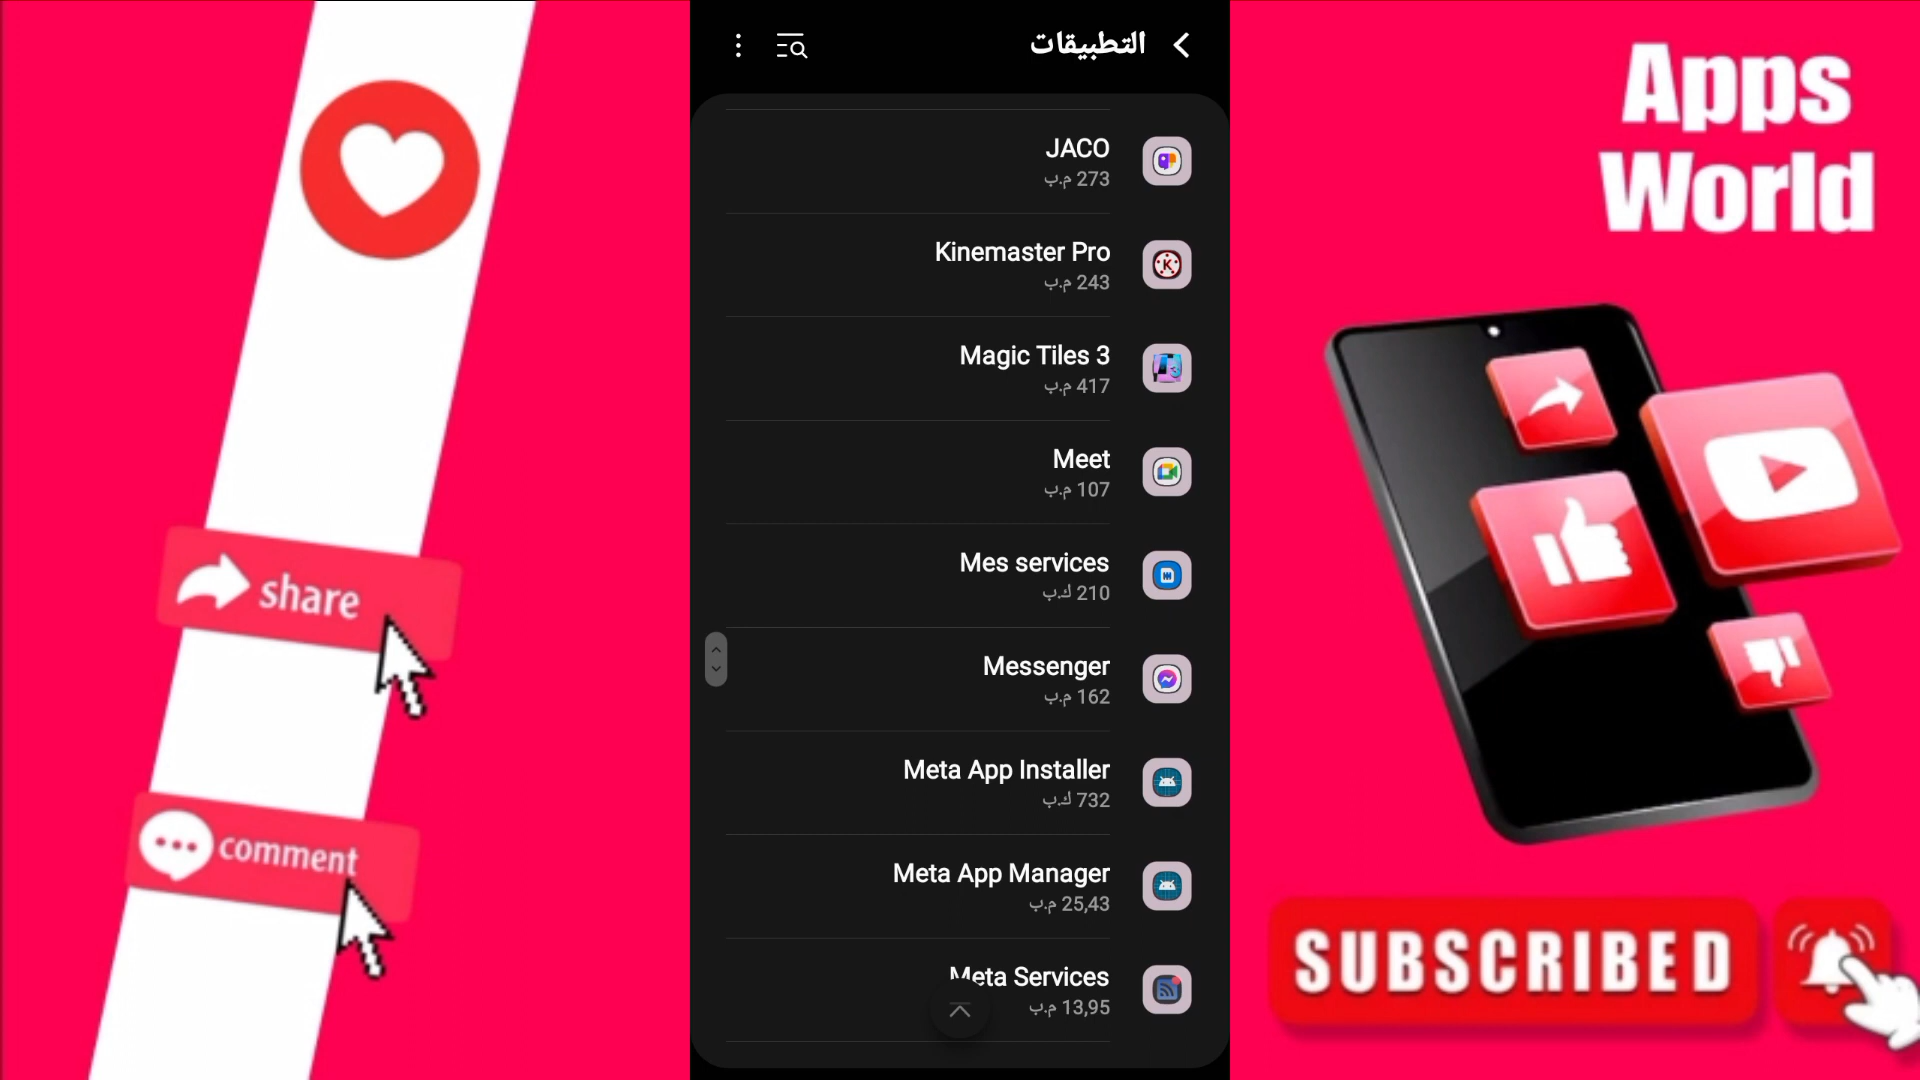 التطبيقات
JACO
273 م.ب
Kinemaster Pro
243 م.ب
Magic Tiles 3
417 م.ب
Meet
107 م.ب
Mes services
210 ك.ب
Messenger
162 م.ب
Meta App Installer
732 ك.ب
Meta App Manager
25,43 م.ب
Meta Services
13,95 م.ب
share
comment
Apps
World
SUBSCRIBED